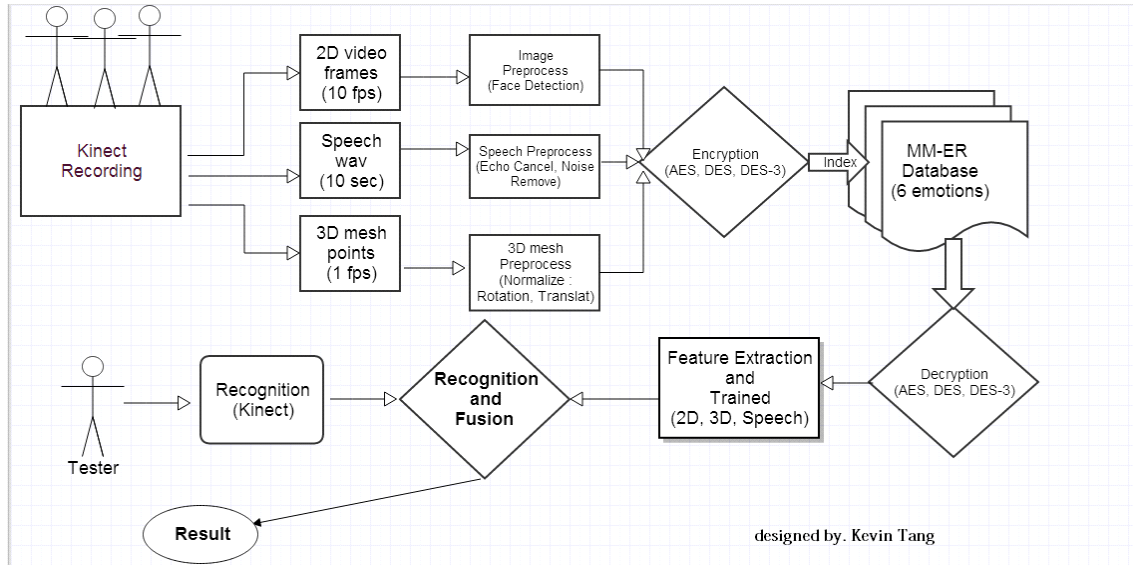 Kinect
Recording
2D video
frames
(10 fps)
Image
Preprocess
(Face Detection)
Speech
wav
(10 sec)
Speech Preprocess
(Echo Cancel, Noise
Remove)
3D mesh
points
(1 fps)
3D mesh
Preprocess
(Normalize :
Rotation, Translat)
Encryption
(AES, DES, DES-3)
Index
MM-ER
Database
(6 emotions)
Tester
Recognition
(Kinect)
Recognition
and
Fusion
Feature Extraction
and
Trained
(2D, 3D, Speech)
Decryption
(AES, DES, DES-3)
Result
designed by. Kevin Tang